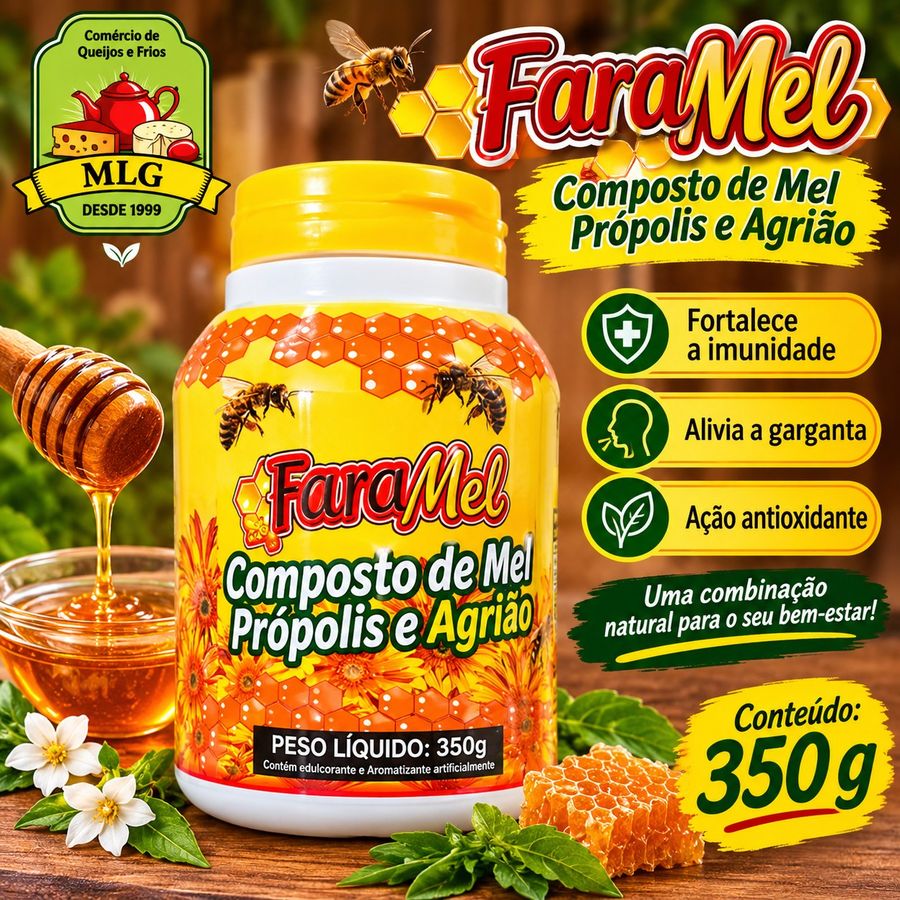 Comércio de
Queijos e Frios
MLG
DESDE 1999
FaraMel
Composto de Mel
Própolis e Agrião
Fortalece
a imunidade
Alivia a garganta
Ação antioxidante
Uma combinação
natural para o seu bem-estar!
Conteúdo:
350g
FaraMel
Composto de Mel
Própolis e Agrião
PESO LÍQUIDO: 350g
Contém edulcorante e Aromatizante artificialmente